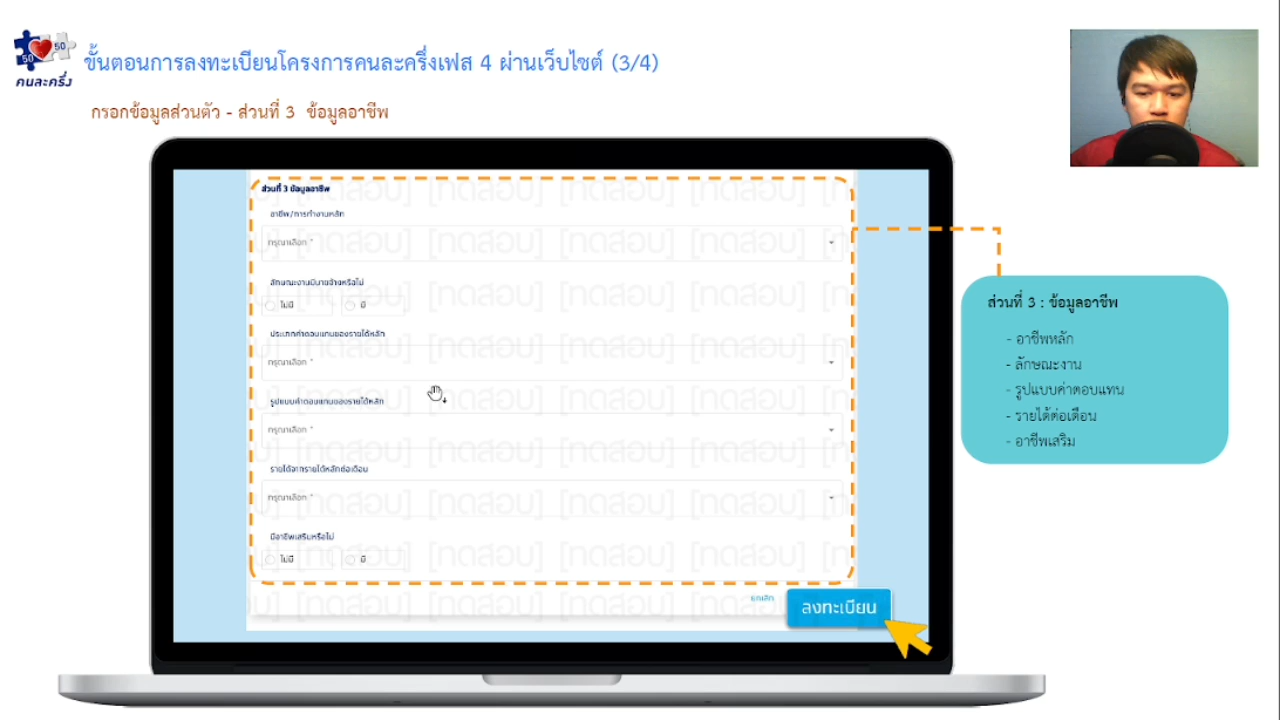 50
50
คนละครึ่ง
ขั้นตอนการลงทะเบียนโครงการคนละครึ่งเฟส 4 ผ่านเว็บไซต์ (3/4)
กรอกข้อมูลส่วนตัว - ส่วนที่ 3 ข้อมูลอาชีพ
ส่วนที่ 3 ข้อมูลอาชีพ
อาชีพ/การทำงานหลัก
กรุณาเลือก *
[ทดสอบ] [ทดสอบ] [ทดสอบ]
ลักษณะงานมีนายจ้างหรือไม่
ไม่มี มี
ประเภทค่าตอบแทนของรายได้หลัก
กรุณาเลือก *
รูปแบบค่าตอบแทนของรายได้หลัก
กรุณาเลือก *
รายได้จากรายได้หลักต่อเดือน
กรุณาเลือก *
มีอาชีพเสริมหรือไม่
ไม่มี มี
ยกเลิก
ลงทะเบียน
ส่วนที่ 3 : ข้อมูลอาชีพ
- อาชีพหลัก
- ลักษณะงาน
- รูปแบบค่าตอบแทน
- รายได้ต่อเดือน
- อาชีพเสริม